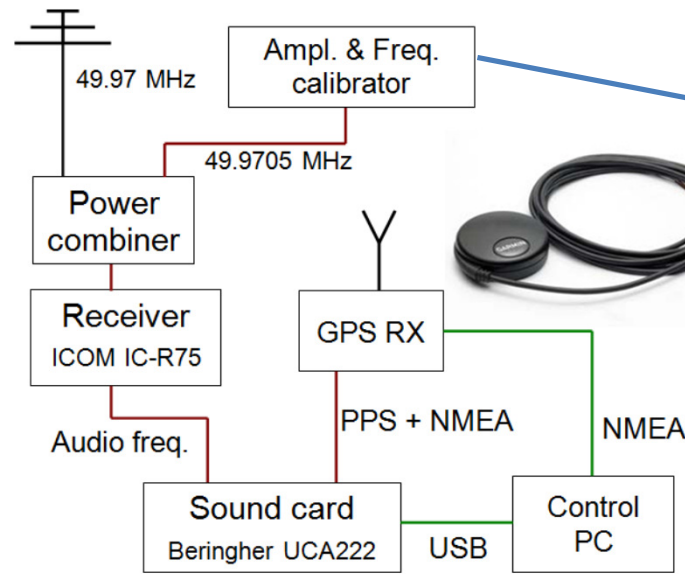 Ampl. & Freq.
calibrator
49.97 MHz
49.9705 MHz
Power
combiner
Receiver
ICOM IC-R75
GPS RX
GARMIN
Audio freq.
PPS + NMEA
NMEA
Sound card
Beringher UCA222
USB
Control
PC